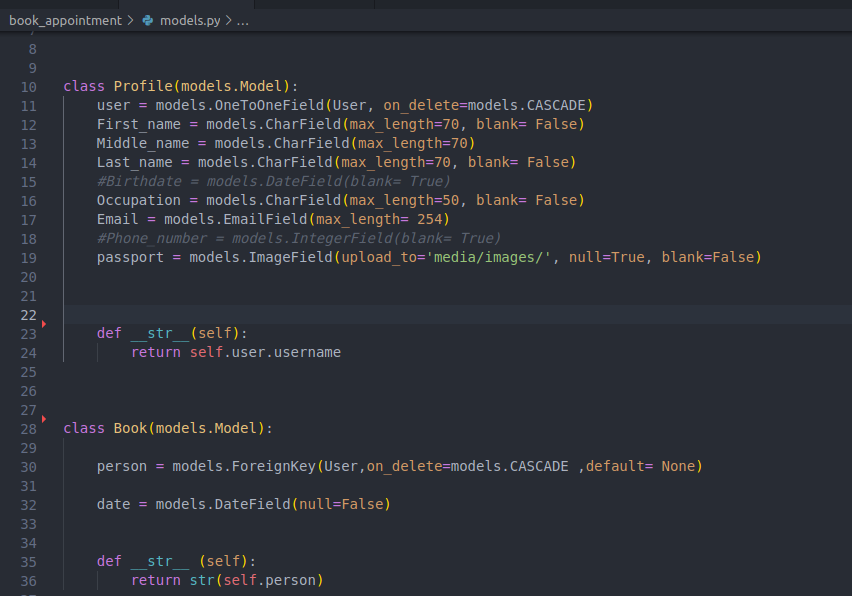 book_appointment > models.py > ...
8
9
10 class Profile(models.Model):
11     user = models.OneToOneField(User, on_delete=models.CASCADE)
12     First_name = models.CharField(max_length=70, blank= False)
13     Middle_name = models.CharField(max_length=70)
14     Last_name = models.CharField(max_length=70, blank= False)
15     #Birthdate = models.DateField(blank= True)
16     Occupation = models.CharField(max_length=50, blank= False)
17     Email = models.EmailField(max_length= 254)
18     #Phone_number = models.IntegerField(blank= True)
19     passport = models.ImageField(upload_to='media/images/', null=True, blank=False)
20
21
22
23     def __str__(self):
24         return self.user.username
25
26
27
28 class Book(models.Model):
29
30     person = models.ForeignKey(User,on_delete=models.CASCADE ,default= None)
31
32     date = models.DateField(null=False)
33
34
35     def __str__ (self):
36         return str(self.person)